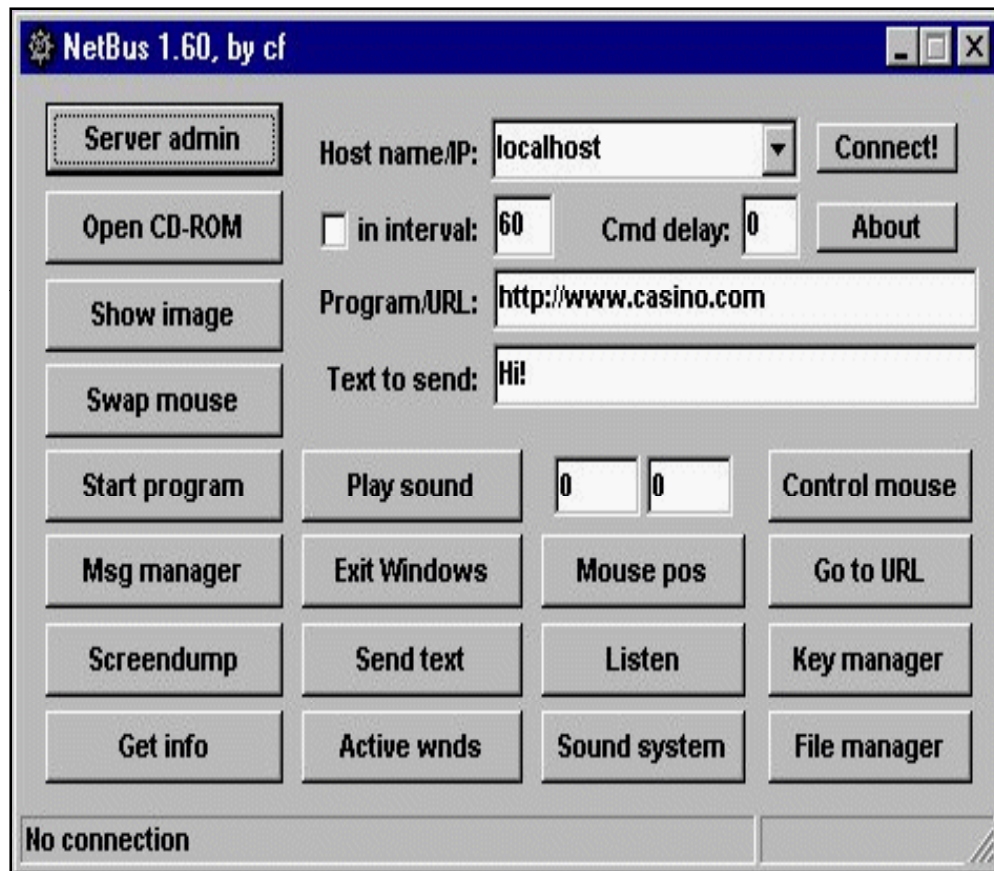 NetBus 1.60, by cf
Server admin
Host name/IP: localhost Connect!
Open CD-ROM
in interval: 60 Cmd delay: 0 About
Show image
Program/URL: http://www.casino.com
Swap mouse
Text to send: Hi!
Start program Play sound 0 0 Control mouse
Msg manager Exit Windows Mouse pos Go to URL
Screendump Send text Listen Key manager
Get info Active wnds Sound system File manager
No connection